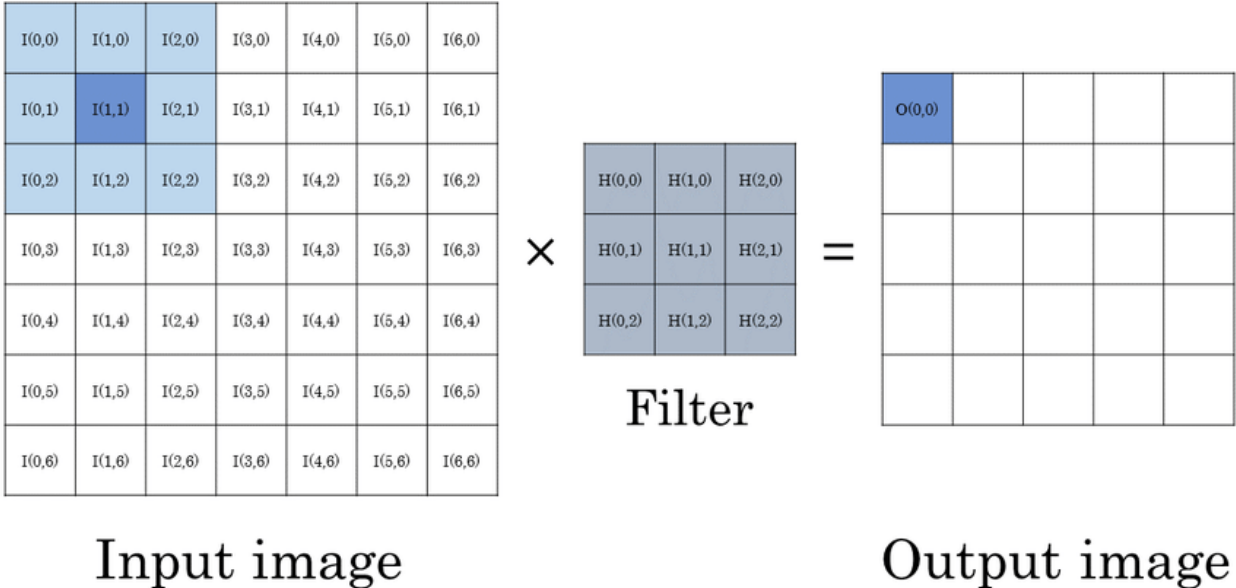 I(0,0) I(1,0) I(2,0) I(3,0) I(4,0) I(5,0) I(6,0)
I(0,1) I(1,1) I(2,1) I(3,1) I(4,1) I(5,1) I(6,1)
I(0,2) I(1,2) I(2,2) I(3,2) I(4,2) I(5,2) I(6,2)
I(0,3) I(1,3) I(2,3) I(3,3) I(4,3) I(5,3) I(6,3)
I(0,4) I(1,4) I(2,4) I(3,4) I(4,4) I(5,4) I(6,4)
I(0,5) I(1,5) I(2,5) I(3,5) I(4,5) I(5,5) I(6,5)
I(0,6) I(1,6) I(2,6) I(3,6) I(4,6) I(5,6) I(6,6)
Input image
×
H(0,0) H(1,0) H(2,0)
H(0,1) H(1,1) H(2,1)
H(0,2) H(1,2) H(2,2)
Filter
=
O(0,0)
Output image